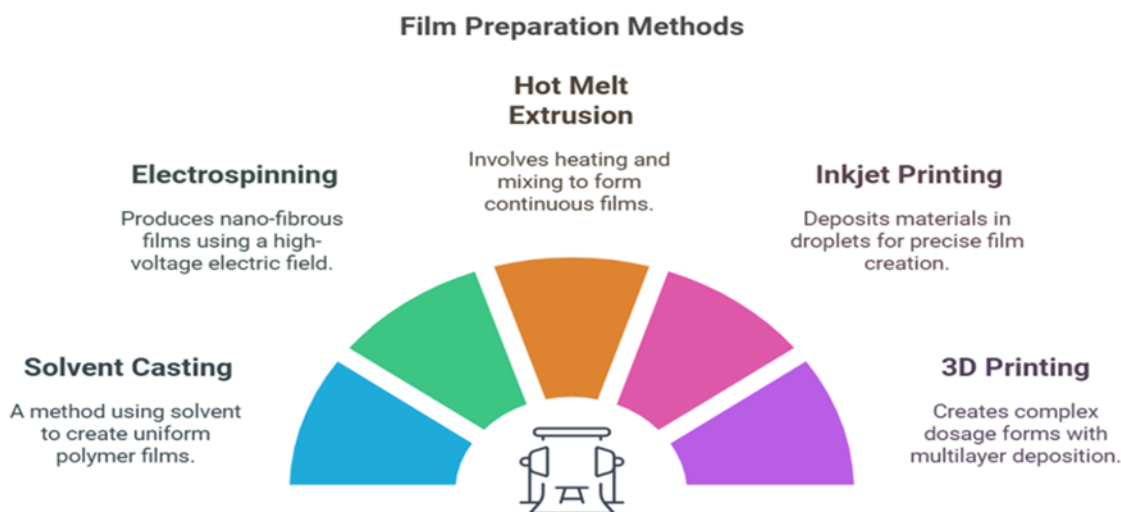 Film Preparation Methods
Hot Melt
Extrusion
Involves heating and
mixing to form
continuous films.
Electrospinning
Produces nano-fibrous
films using a high-
voltage electric field.
Inkjet Printing
Deposits materials in
droplets for precise film
creation.
Solvent Casting
A method using solvent
to create uniform
polymer films.
3D Printing
Creates complex
dosage forms with
multilayer deposition.